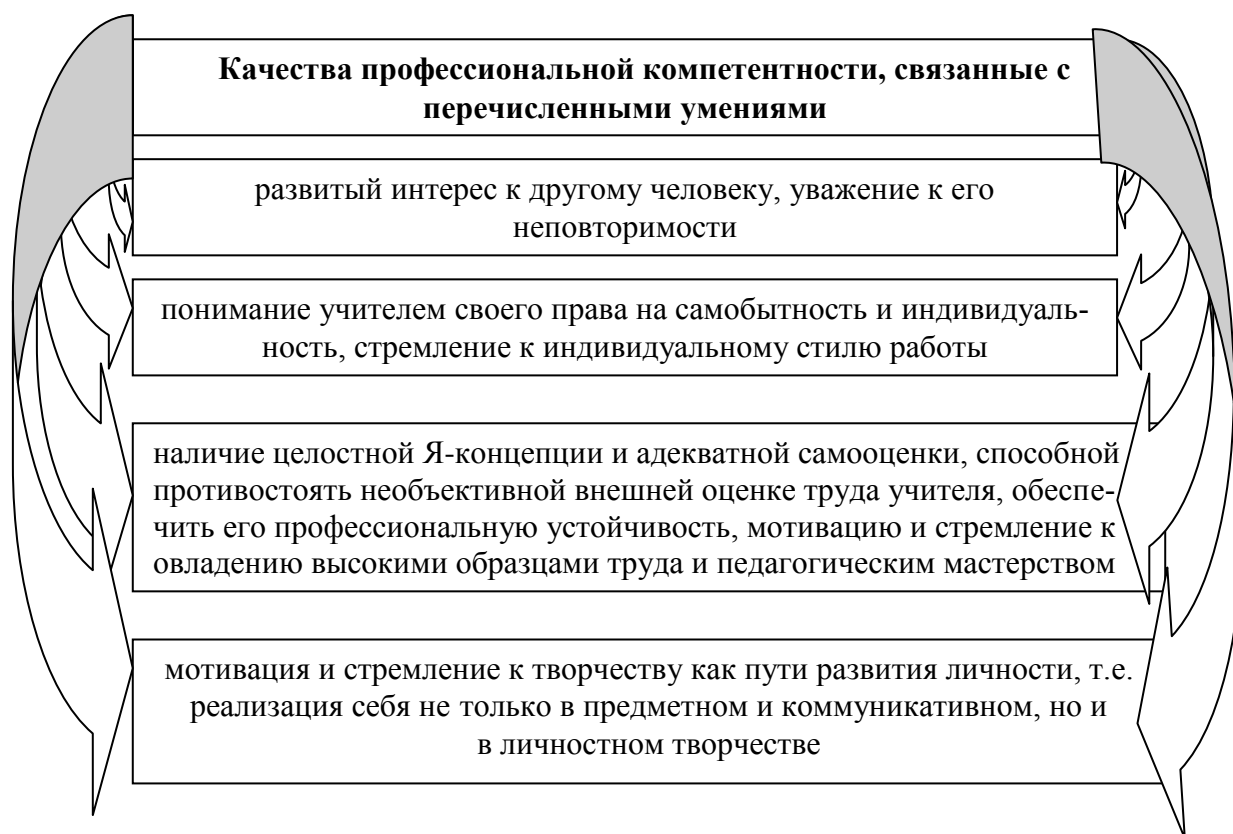 Качества профессиональной компетентности, связанные с
перечисленными умениями
развитый интерес к другому человеку, уважение к его
неповторимости
понимание учителем своего права на самобытность и индивидуаль-
ность, стремление к индивидуальному стилю работы
наличие целостной Я-концепции и адекватной самооценки, способной
противостоять необъективной внешней оценке труда учителя, обеспе-
чить его профессиональную устойчивость, мотивацию и стремление к
овладению высокими образцами труда и педагогическим мастерством
мотивация и стремление к творчеству как пути развития личности, т.е.
реализация себя не только в предметном и коммуникативном, но и
в личностном творчестве